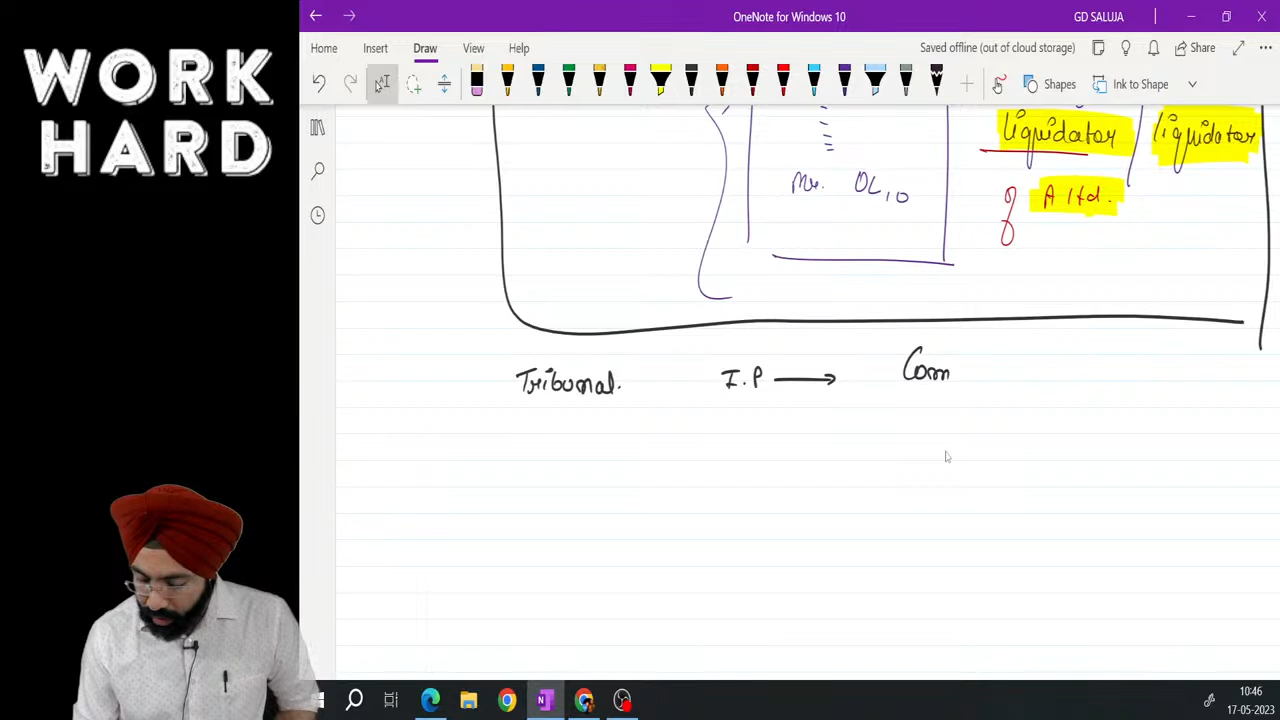 WORK
HARD
OneNote for Windows 10
GD SALUJA
Home Insert Draw View Help
Saved offline (out of cloud storage)
Share
Shapes
Ink to Shape
liquidator
liquidator
Mr. OL10
A ltd.
Tribunal.
I.P
Com
10:46
17-05-2023